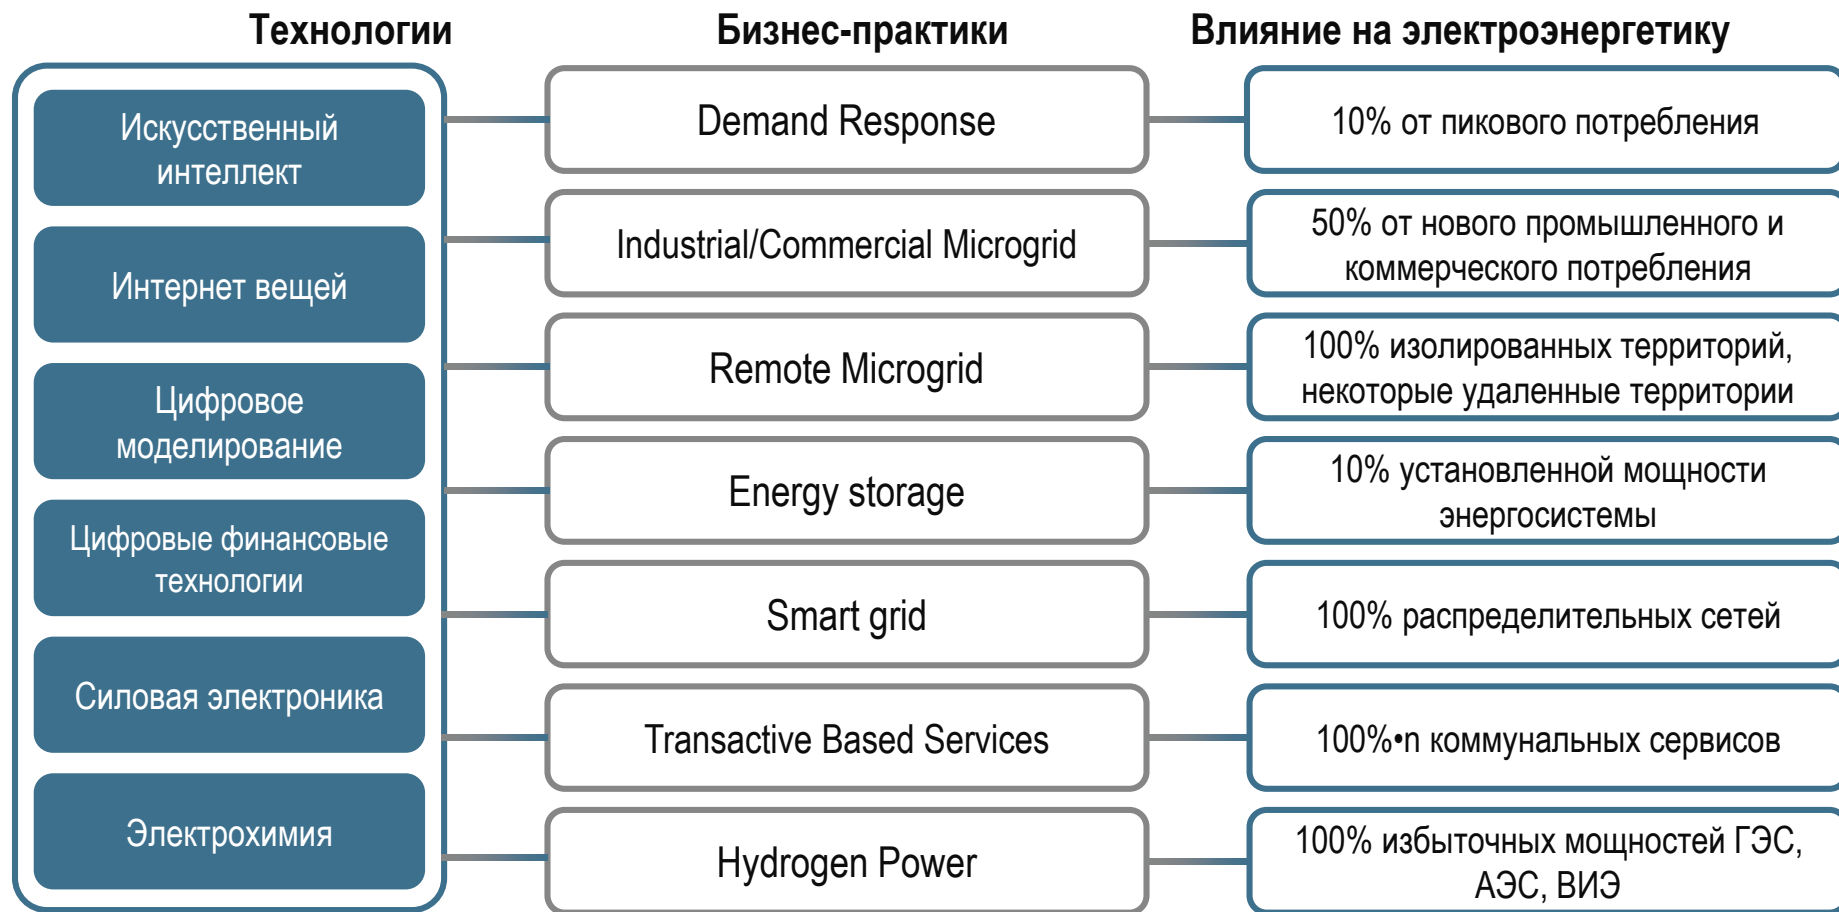 Технологии
Бизнес-практики
Влияние на электроэнергетику
Искусственный
интеллект
Интернет вещей
Цифровое
моделирование
Цифровые финансовые
технологии
Силовая электроника
Электрохимия
Demand Response
Industrial/Commercial Microgrid
Remote Microgrid
Energy storage
Smart grid
Transactive Based Services
Hydrogen Power
10% от пикового потребления
50% от нового промышленного и
коммерческого потребления
100% изолированных территорий,
некоторые удаленные территории
10% установленной мощности
энергосистемы
100% распределительных сетей
100%•n коммунальных сервисов
100% избыточных мощностей ГЭС,
АЭС, ВИЭ